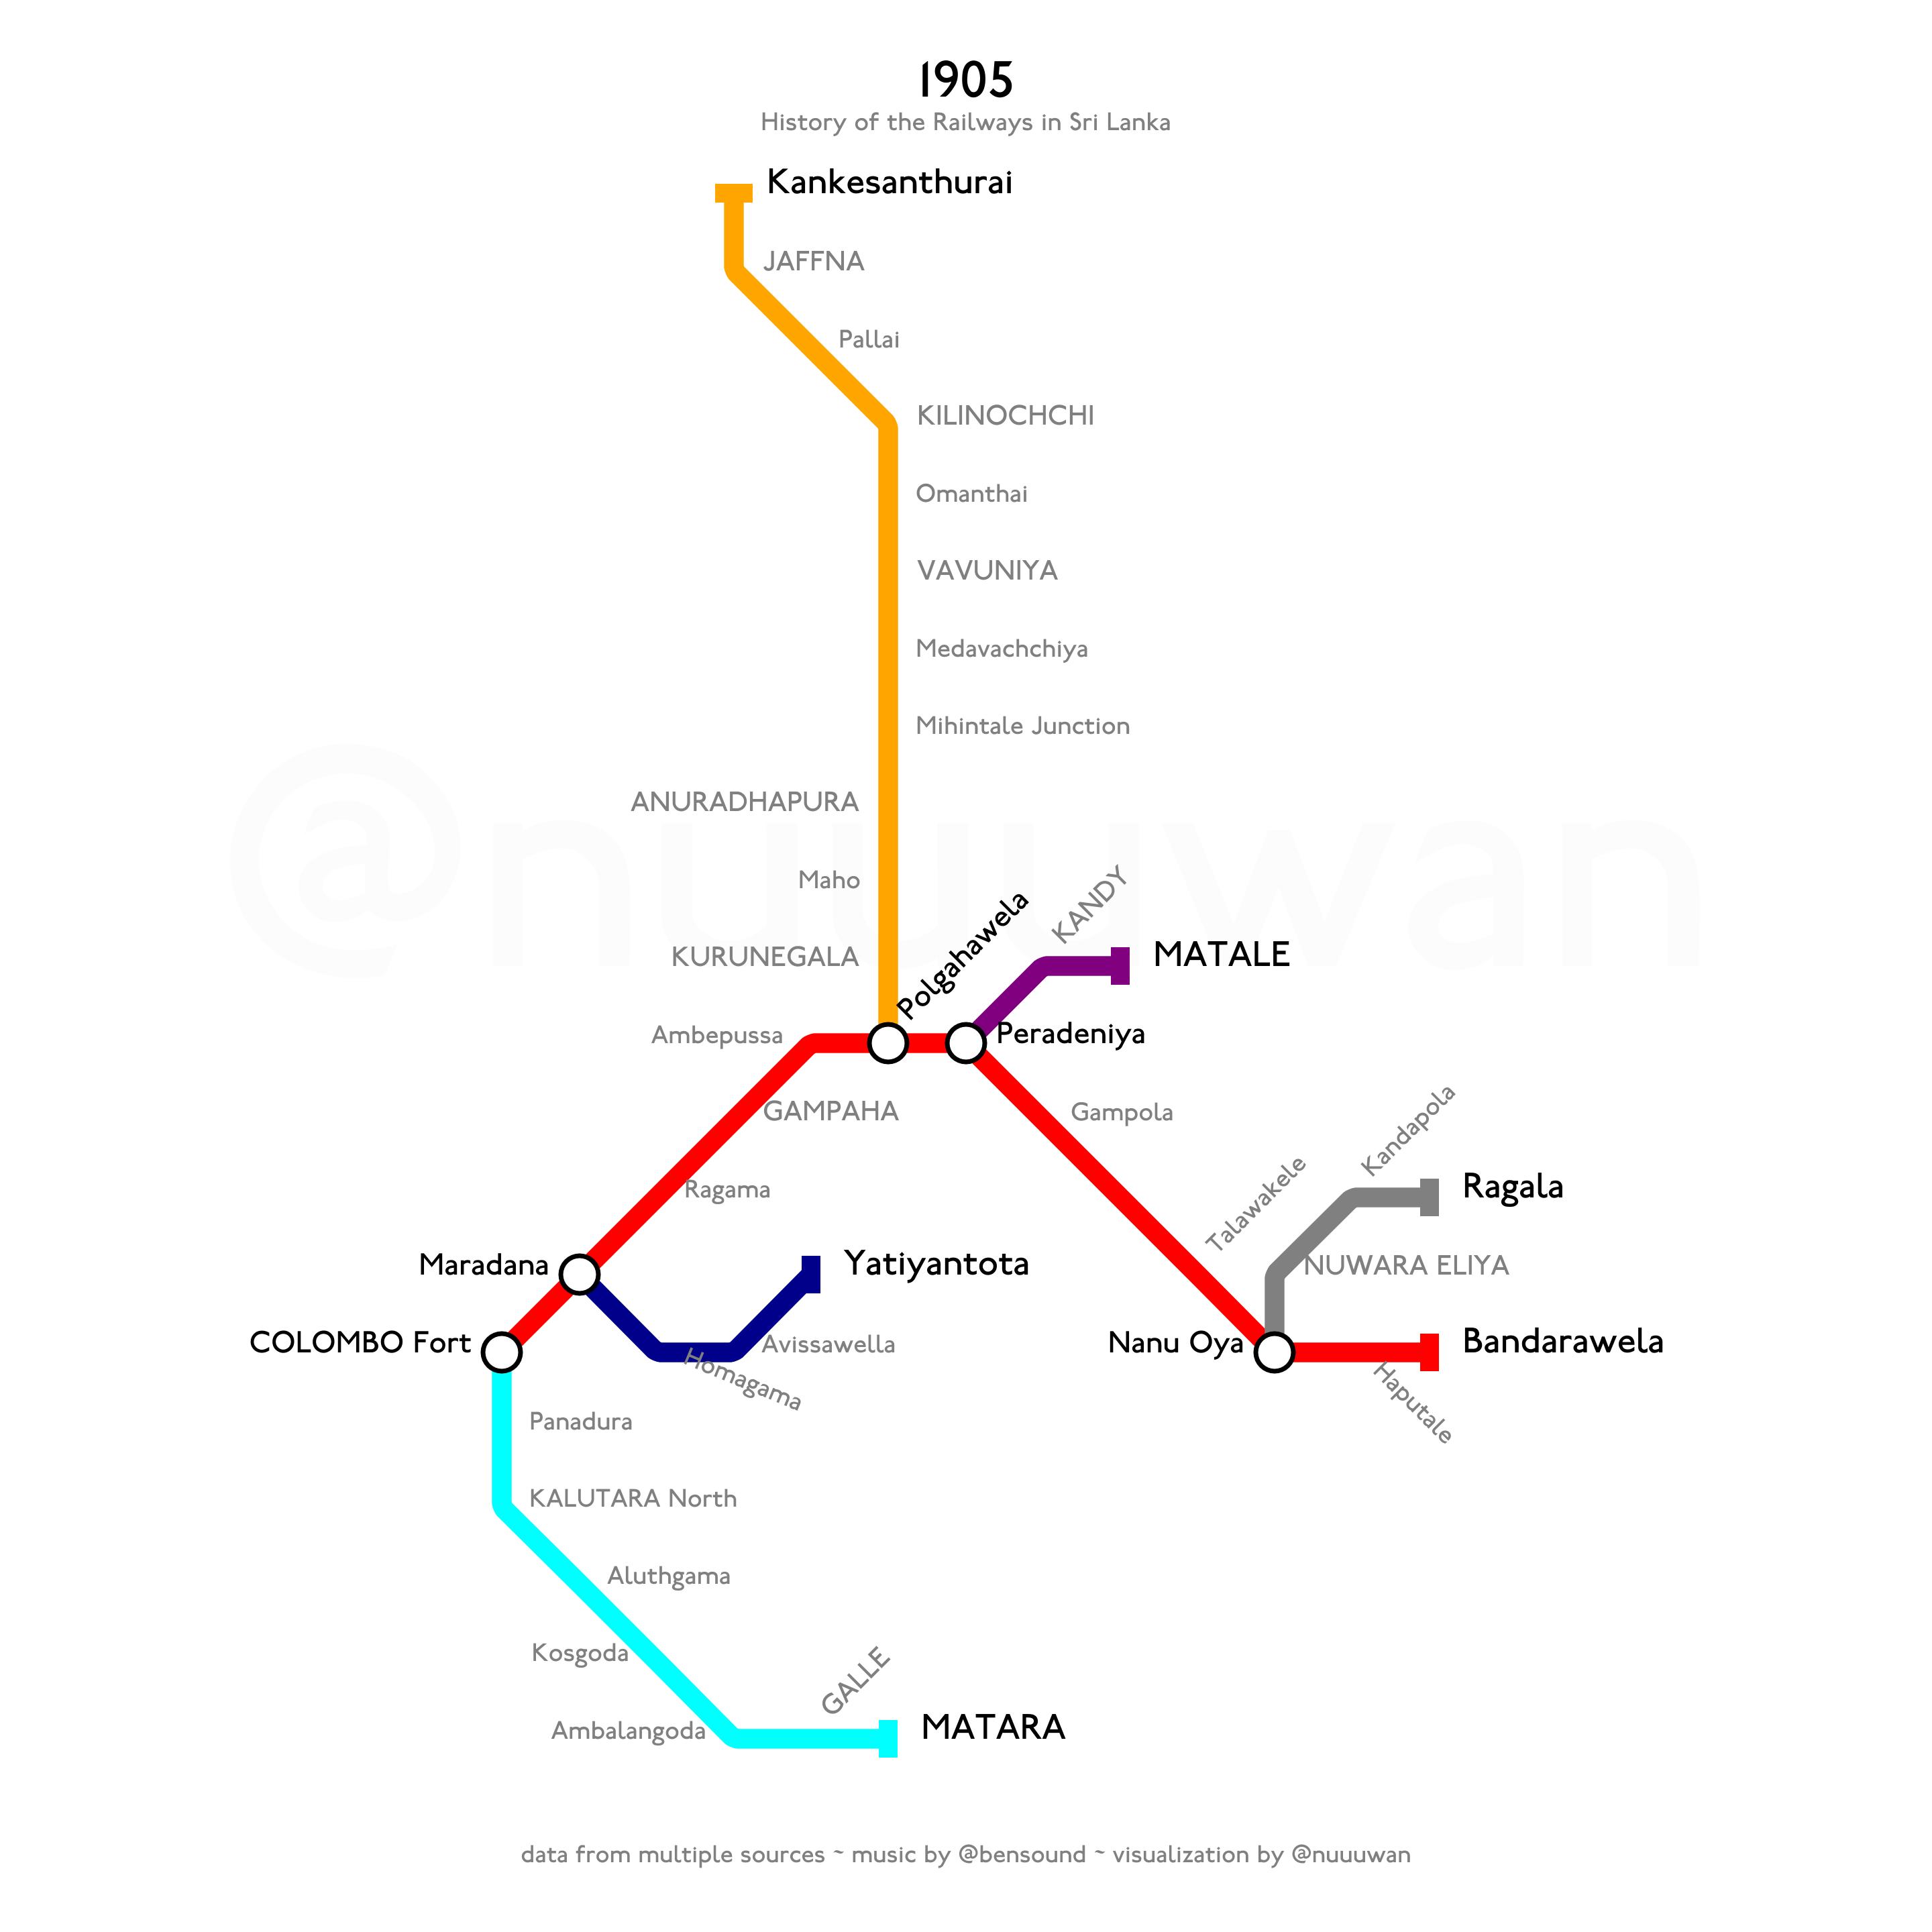 1905
History of the Railways in Sri Lanka
Kankesanthurai
JAFFNA
Pallai
KILINOCHCHI
Omanthai
VAVUNIYA
Medavachchiya
Mihintale Junction
ANURADHAPURA
@nuuuwan
Maho
KANDY
Polgahawela
KURUNEGALA
MATALE
Ambepussa
Peradeniya
GAMPAHA
Gampola
Kandapola
Ragama
Talawakele
Ragala
Maradana
Yatiyantota
NUWARA ELIYA
COLOMBO Fort
Avissawella
Nanu Oya
Bandarawela
Homagama
Haputale
Panadura
KALUTARA North
Aluthgama
Kosgoda
GALLE
Ambalangoda
MATARA
data from multiple sources ~ music by @bensound ~ visualization by @nuuuwan